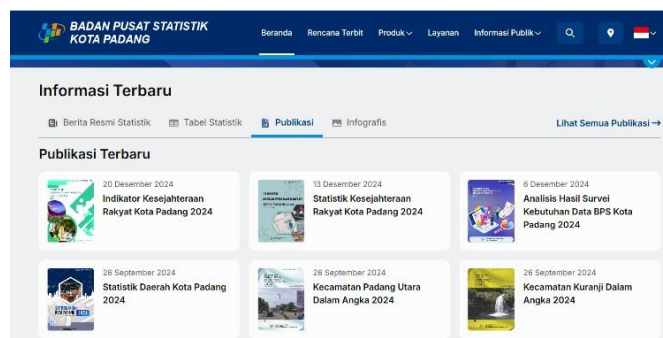 BADAN PUSAT STATISTIK
KOTA PADANG
Beranda
Rencana Terbit
Produk
Layanan
Informasi Publik
Informasi Terbaru
Berita Resmi Statistik
Tabel Statistik
Publikasi
Infografis
Lihat Semua Publikasi →
Publikasi Terbaru
20 Desember 2024
Indikator Kesejahteraan
Rakyat Kota Padang 2024
13 Desember 2024
Statistik Kesejahteraan
Rakyat Kota Padang 2024
6 Desember 2024
Analisis Hasil Survei
Kebutuhan Data BPS Kota
Padang 2024
26 September 2024
Statistik Daerah Kota Padang
2024
26 September 2024
Kecamatan Padang Utara
Dalam Angka 2024
26 September 2024
Kecamatan Kuranji Dalam
Angka 2024